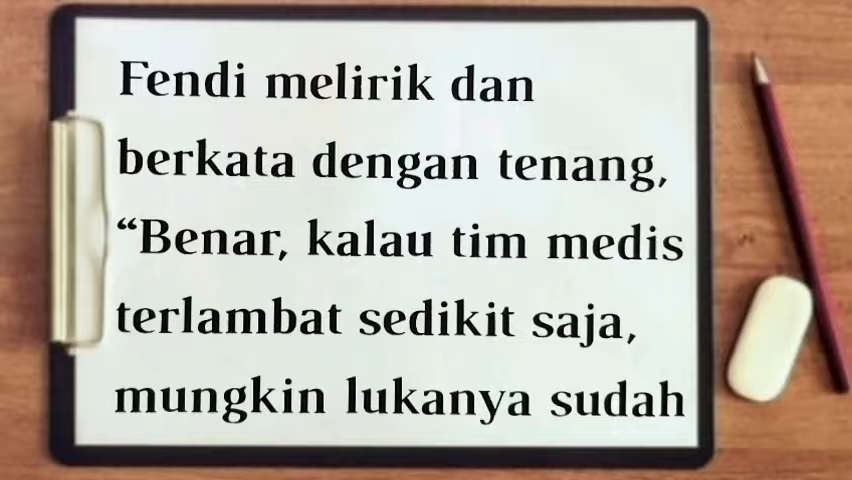 Fendi melirik dan
berkata dengan tenang,
“Benar, kalau tim medis
terlambat sedikit saja,
mungkin lukanya sudah